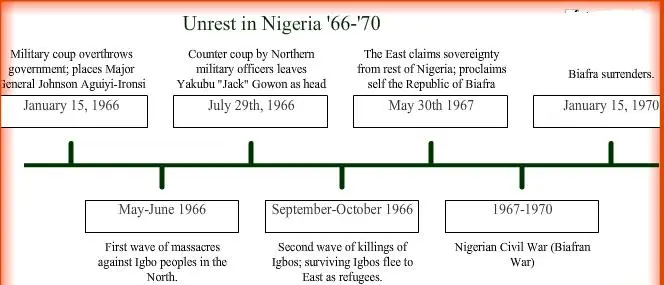 Unrest in Nigeria '66-'70
Military coup overthrows
government; places Major
General Johnson Aguiyi-Ironsi
January 15, 1966
Counter coup by Northern
military officers leaves
Yakubu "Jack" Gowon as head
July 29th, 1966
The East claims sovereignty
from rest of Nigeria; proclaims
self the Republic of Biafra
May 30th 1967
Biafra surrenders.
January 15, 1970
May-June 1966
First wave of massacres
against Igbo peoples in the
North.
September-October 1966
Second wave of killings of
Igbos; surviving Igbos flee to
East as refugees.
1967-1970
Nigerian Civil War (Biafran
War)